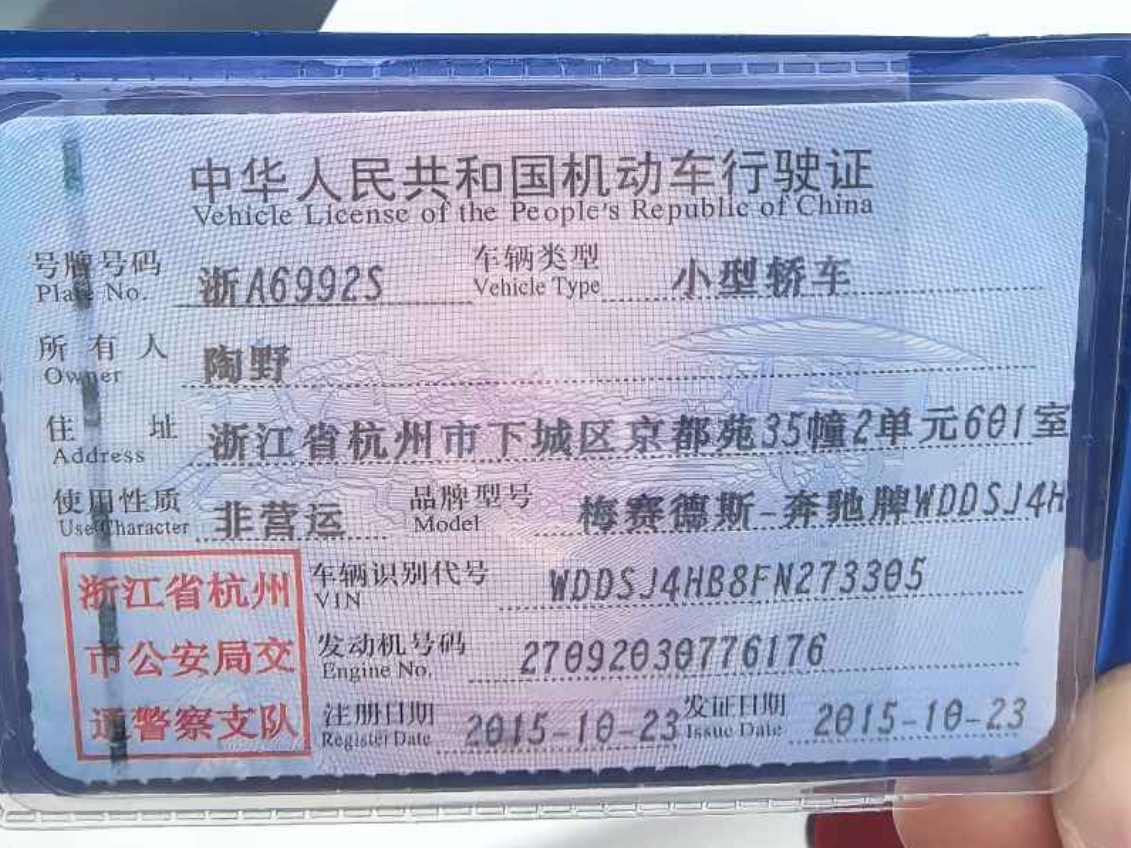 中华人民共和国机动车行驶证
Vehicle License of the People's Republic of China
号牌号码 浙A6992S 车辆类型 小型轿车
Plate No. Vehicle Type
所有人 陶野
Owner
住址 浙江省杭州市下城区京都苑35幢2单元601室
Address
使用性质 非营运 品牌型号 梅赛德斯-奔驰牌WDDSJ4H
Use Character Model
浙江省杭州
市公安局交
通警察支队
车辆识别代号 WDDSJ4HB8FN273305
VIN
发动机号码 27092030776176
Engine No.
注册日期 2015-10-23 发证日期 2015-10-23
Register Date Issue Date